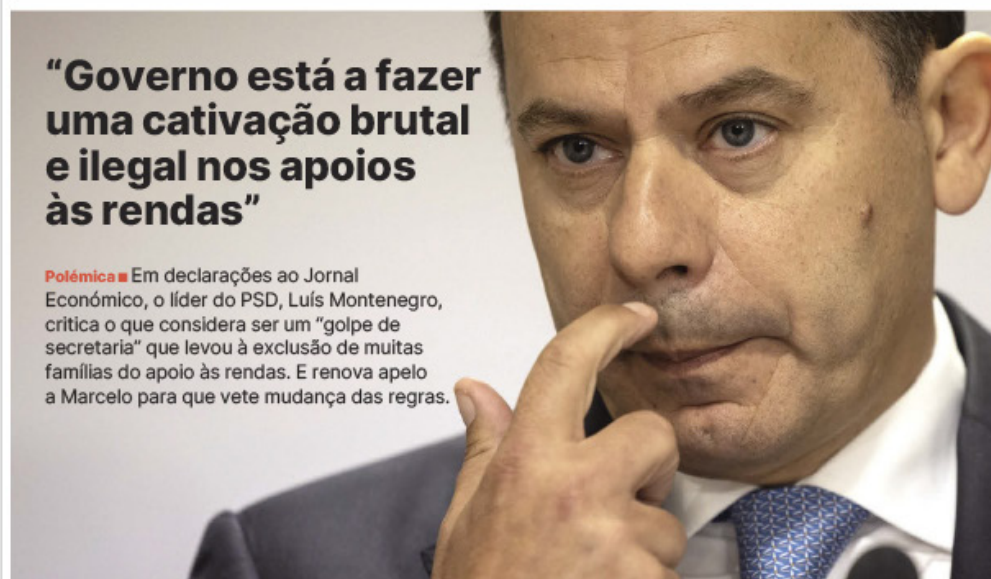 “Governo está a fazer
uma cativação brutal
e ilegal nos apoios
às rendas”
Polémica ■ Em declarações ao Jornal
Económico, o líder do PSD, Luís Montenegro,
critica o que considera ser um “golpe de
secretaria” que levou à exclusão de muitas
famílias do apoio às rendas. E renova apelo
a Marcelo para que vete mudança das regras.